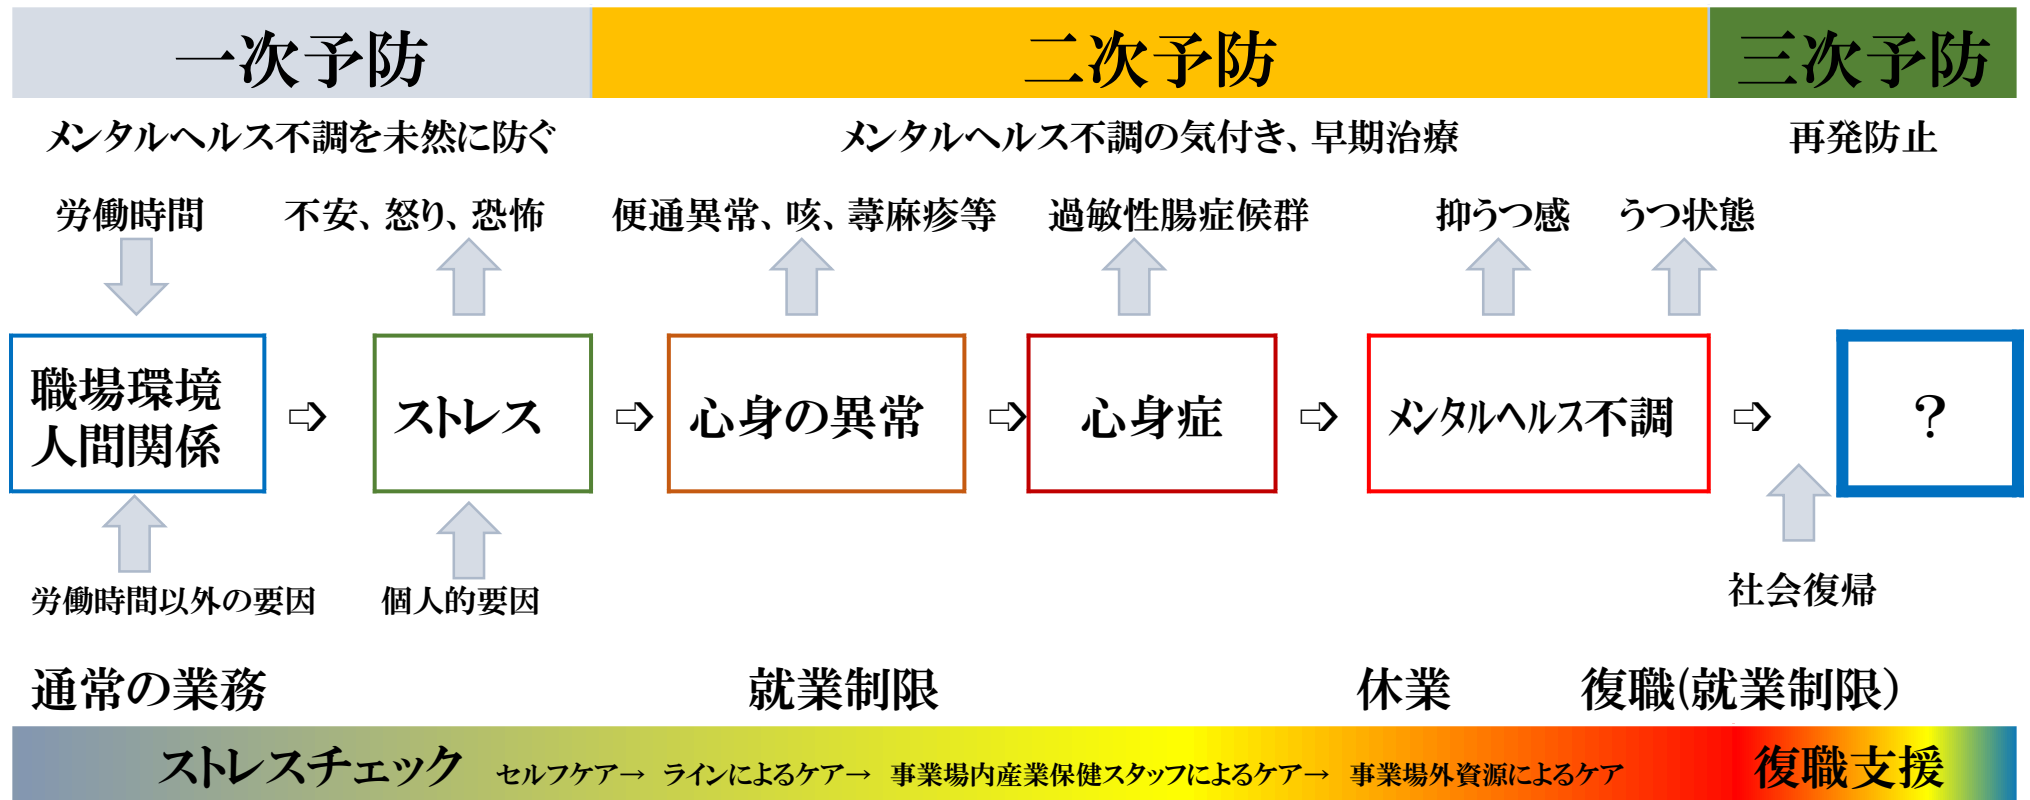 一次予防
二次予防
三次予防
メンタルヘルス不調を未然に防ぐ
メンタルヘルス不調の気付き、早期治療
再発防止
労働時間
不安、怒り、恐怖
便通異常、咳、蕁麻疹等
過敏性腸症候群
抑うつ感
うつ状態
職場環境
人間関係
⇨
ストレス
⇨
心身の異常
⇨
心身症
⇨
メンタルヘルス不調
⇨
？
労働時間以外の要因
個人的要因
社会復帰
通常の業務
就業制限
休業
復職(就業制限）
ストレスチェック
セルフケア→ ラインによるケア→ 事業場内産業保健スタッフによるケア→ 事業場外資源によるケア
復職支援